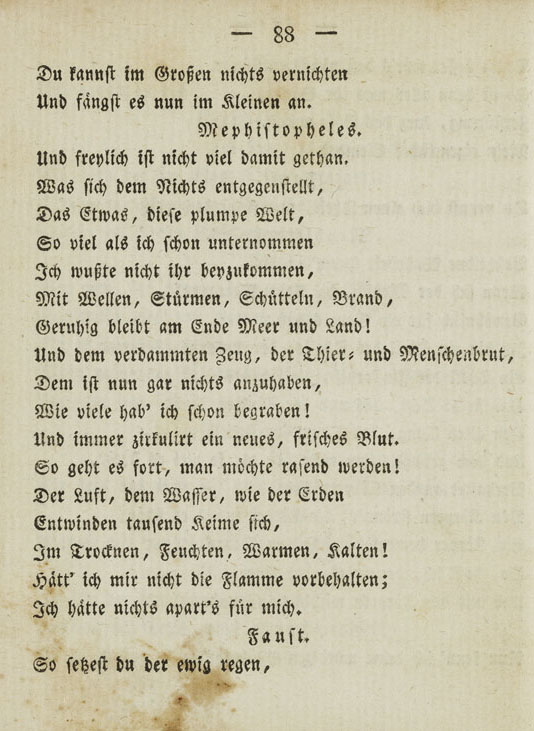 — 88 —
Du kannst im Großen nichts vernichten
Und fängst es nun im Kleinen an.
Mephistopheles.
Und freylich ist nicht viel damit gethan.
Was sich dem Nichts entgegenstellt,
Das Etwas, diese plumpe Welt,
So viel als ich schon unternommen
Ich wußte nicht ihr beyzukommen,
Mit Wellen, Stürmen, Schütteln, Brand,
Geruhig bleibt am Ende Meer und Land!
Und dem verdammten Zeug, der Thier- und Menschenbrut,
Dem ist nun gar nichts anzuhaben,
Wie viele hab' ich schon begraben!
Und immer zirkulirt ein neues, frisches Blut.
So geht es fort, man möchte rasend werden!
Der Luft, dem Wasser, wie der Erden
Entwinden tausend Keime sich,
Im Trocknen, Feuchten, Warmen, Kalten!
Hätt' ich mir nicht die Flamme vorbehalten;
Ich hätte nichts apart's für mich.
Faust.
So setzest du der ewig regen,